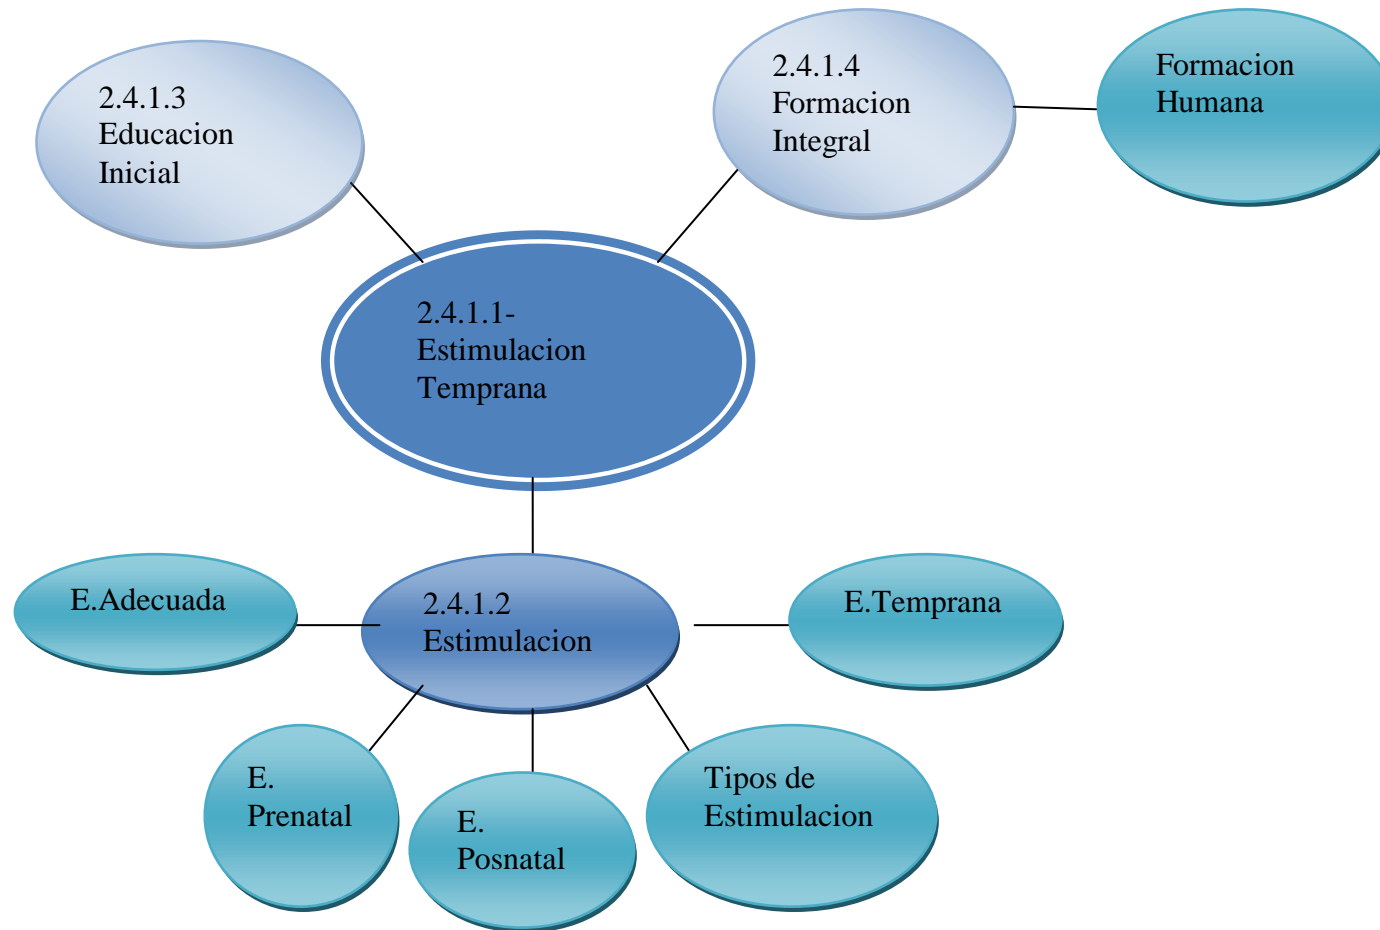 2.4.1.3
Educacion
Inicial
2.4.1.4
Formacion
Integral
Formacion
Humana
2.4.1.1-
Estimulacion
Temprana
E.Adecuada
2.4.1.2
Estimulacion
E.Temprana
E.
Prenatal
E.
Posnatal
Tipos de
Estimulacion